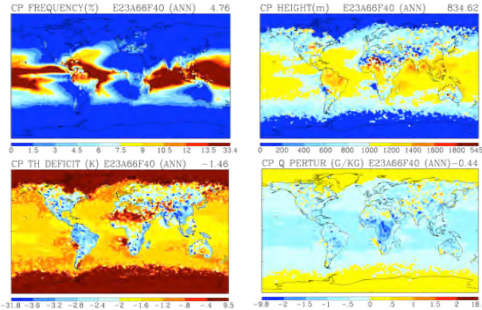 CP FREQUENCY(%) E23A66F40 (ANN) 4.76
CP HEIGHT(m) E23A66F40 (ANN) 834.62
0 1.5 3 4.5 6 7.5 9 10.5 12 13.5 33.4
200 400 600 800 1000 1200 1400 1600 1800 545
CP TH DEFICIT (K) E23A66F40 (ANN) -1.46
CP Q PERTUR (G/KG) E23A66F40 (ANN) -0.44
-31.8 -3.6 -3.2 -2.8 -2.4 -2 -1.6 -1.2 -.8 -.4 9.5
-9.8 -2 -1.5 -1 -.5 0 .5 1 1.5 2 18.